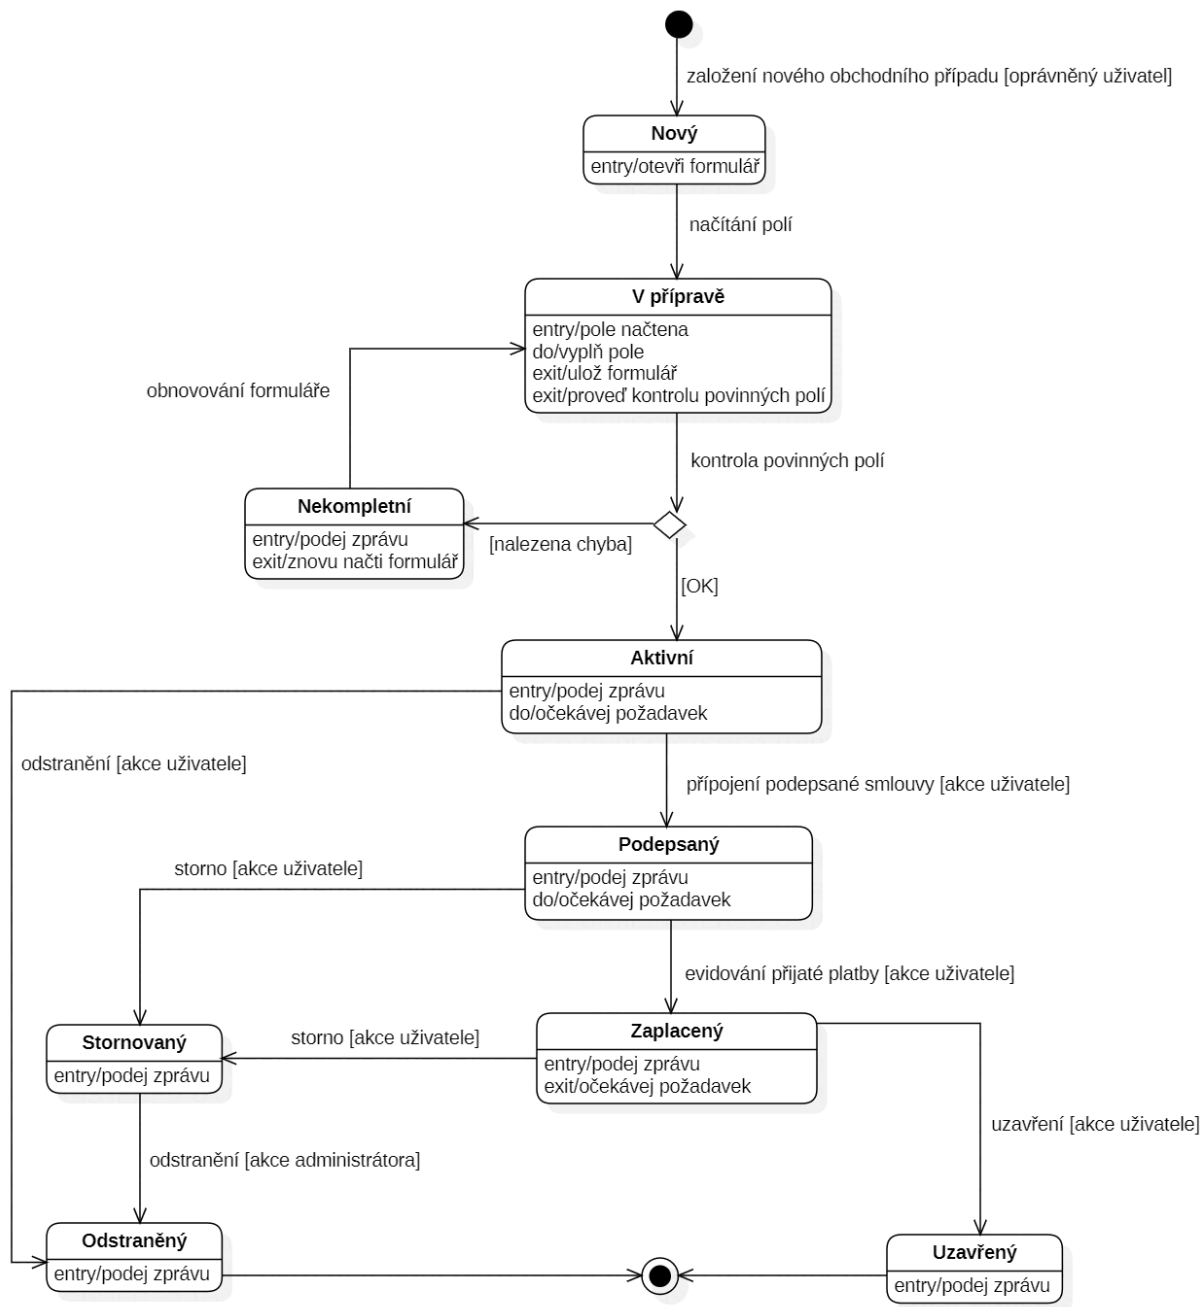 založení nového obchodního případu [oprávněný uživatel]
Nový
entry/otevři formulář
načítání polí
V přípravě
entry/pole načtena
do/vyplň pole
exit/ulož formulář
exit/proveď kontrolu povinných polí
obnovování formuláře
kontrola povinných polí
Nekompletní
entry/podej zprávu
exit/znovu načti formulář
[nalezena chyba]
[OK]
Aktivní
entry/podej zprávu
do/očekávej požadavek
odstranění [akce uživatele]
přípojení podepsané smlouvy [akce uživatele]
Podepsaný
entry/podej zprávu
do/očekávej požadavek
storno [akce uživatele]
evidování přijaté platby [akce uživatele]
Zaplacený
entry/podej zprávu
exit/očekávej požadavek
storno [akce uživatele]
Stornovaný
entry/podej zprávu
uzavření [akce uživatele]
odstranění [akce administrátora]
Odstraněný
entry/podej zprávu
Uzavřený
entry/podej zprávu